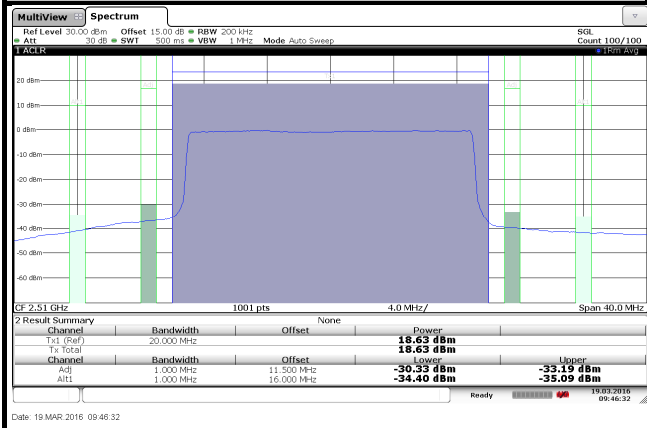 MultiView Spectrum
Ref Level 30.00 dBm Offset 15.00 dB RBW 200 kHz SGL
Att 30 dB SWT 500 ms VBW 1 MHz Mode Auto Sweep Count 100/100
1 ACLR 1Rm Avg
20 dBm
10 dBm
0 dBm
-10 dBm
-20 dBm
-30 dBm
-40 dBm
-50 dBm
-60 dBm
CF 2.51 GHz 1001 pts 4.0 MHz/ Span 40.0 MHz
2 Result Summary None
Channel Bandwidth Offset Power
Tx1 (Ref) 20.000 MHz 18.63 dBm
Tx Total 18.63 dBm
Channel Bandwidth Offset Lower Upper
Adj 1.000 MHz 11.500 MHz -30.33 dBm -33.19 dBm
Alt1 1.000 MHz 16.000 MHz -34.40 dBm -35.09 dBm
Ready 19.03.2016
09:46:32
Date: 19.MAR.2016 09:46:32